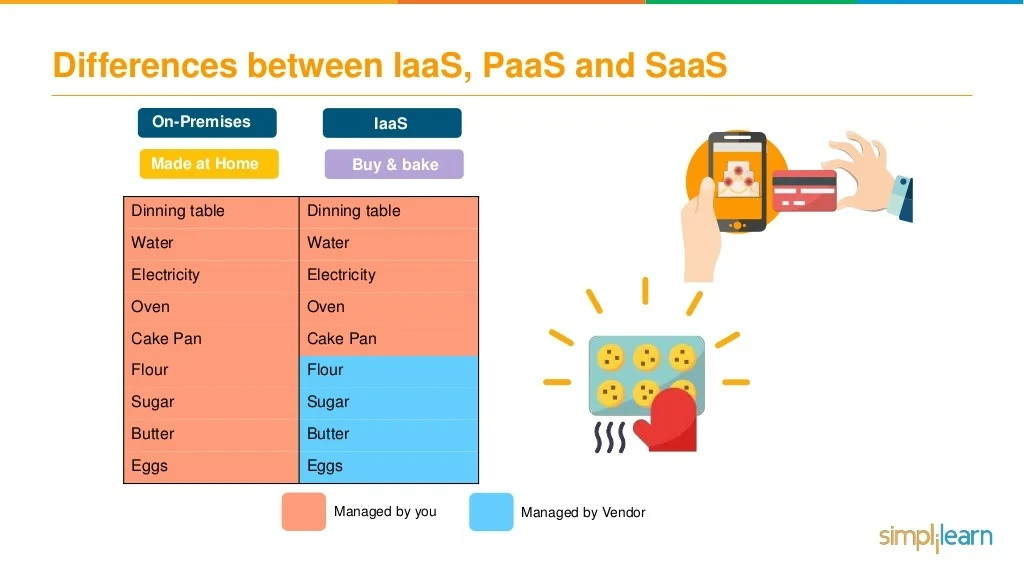 Differences between IaaS, PaaS and SaaS
On-Premises IaaS
Made at Home Buy & bake
Dinning table Dinning table
Water Water
Electricity Electricity
Oven Oven
Cake Pan Cake Pan
Flour Flour
Sugar Sugar
Butter Butter
Eggs Eggs
Managed by you Managed by Vendor
simplilearn